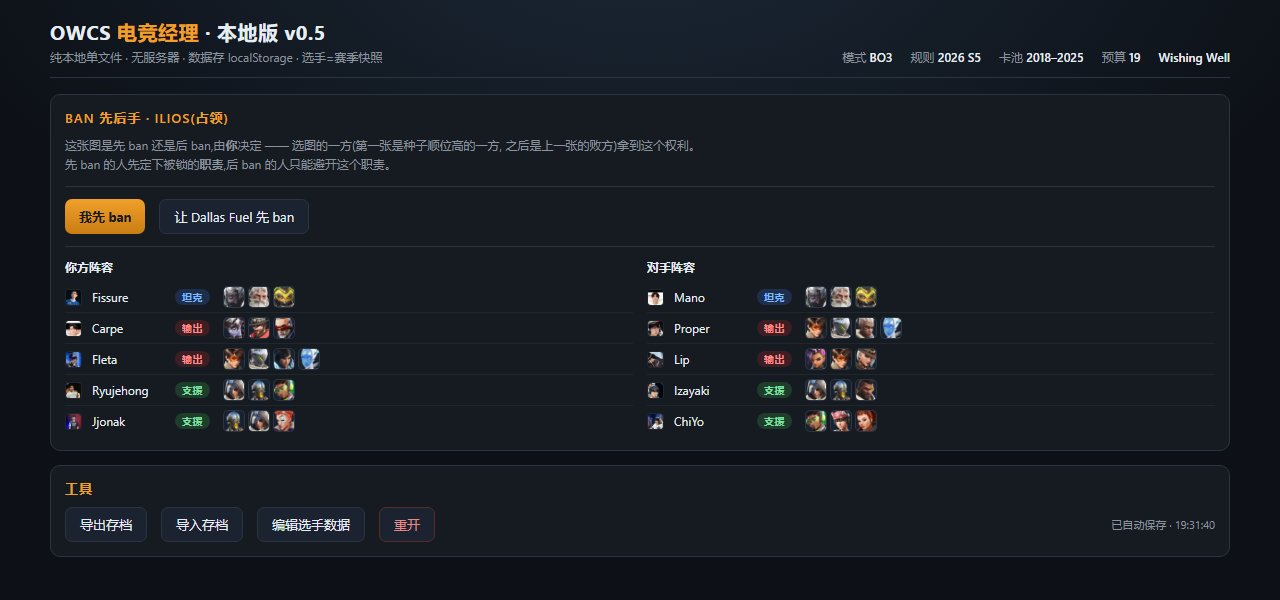 OWCS 电竞经理 · 本地版 v0.5
纯本地单文件 · 无服务器 · 数据存 localStorage · 选手=赛季快照
模式 BO3 规则 2026 S5 卡池 2018–2025 预算 19 Wishing Well
BAN 先后手 · ILIOS(占领)
这张图是先 ban 还是后 ban,由你决定 —— 选图的一方(第一张是种子顺位高的一方, 之后是上一张的败方)拿到这个权利。
先 ban 的人先定下被锁的职责,后 ban 的人只能避开这个职责。
我先 ban 让 Dallas Fuel 先 ban
你方阵容
Fissure 坦克
Carpe 输出
Fleta 输出
Ryujehong 支援
Jjonak 支援
对手阵容
Mano 坦克
Proper 输出
Lip 输出
Izayaki 支援
ChiYo 支援
工具
导出存档 导入存档 编辑选手数据 重开
已自动保存 · 19:31:40